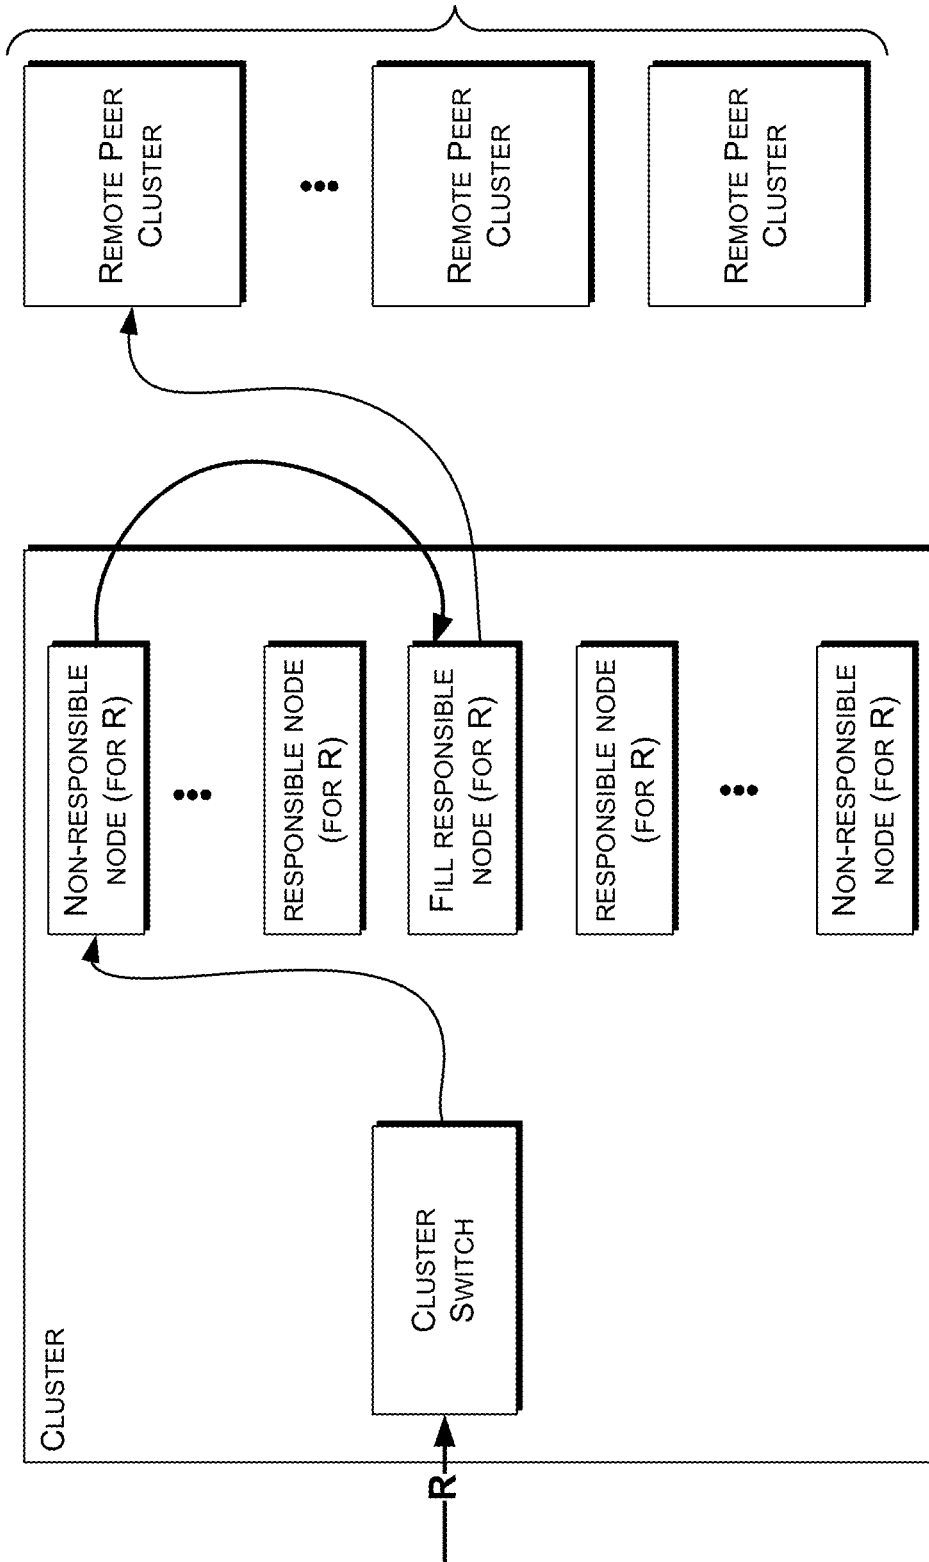 CLUSTER
R
CLUSTER
SWITCH
NON-RESPONSIBLE
NODE (FOR R)
RESPONSIBLE NODE
(FOR R)
FILL RESPONSIBLE
NODE (FOR R)
RESPONSIBLE NODE
(FOR R)
NON-RESPONSIBLE
NODE (FOR R)
REMOTE PEER
CLUSTER
REMOTE PEER
CLUSTER
REMOTE PEER
CLUSTER